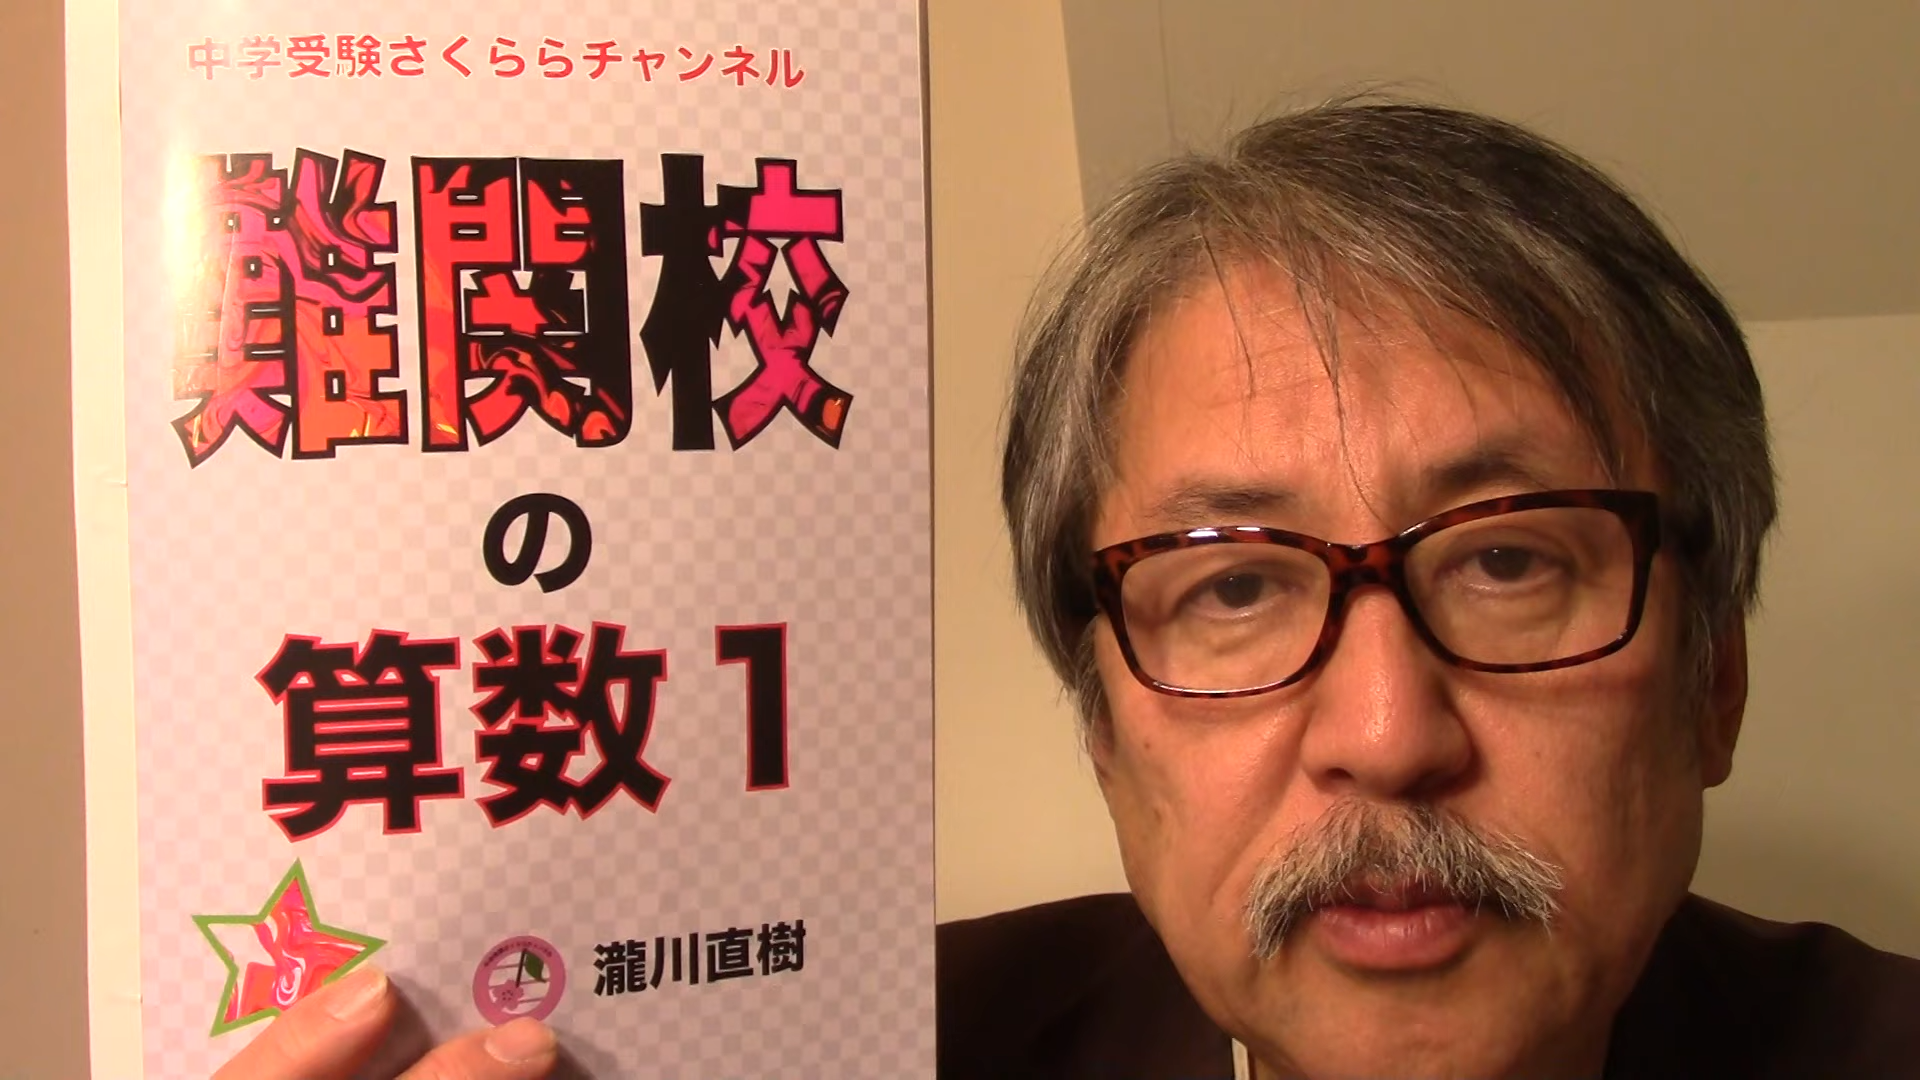 中学受験さくららチャンネル
難関校
の
算数1
瀧川直樹